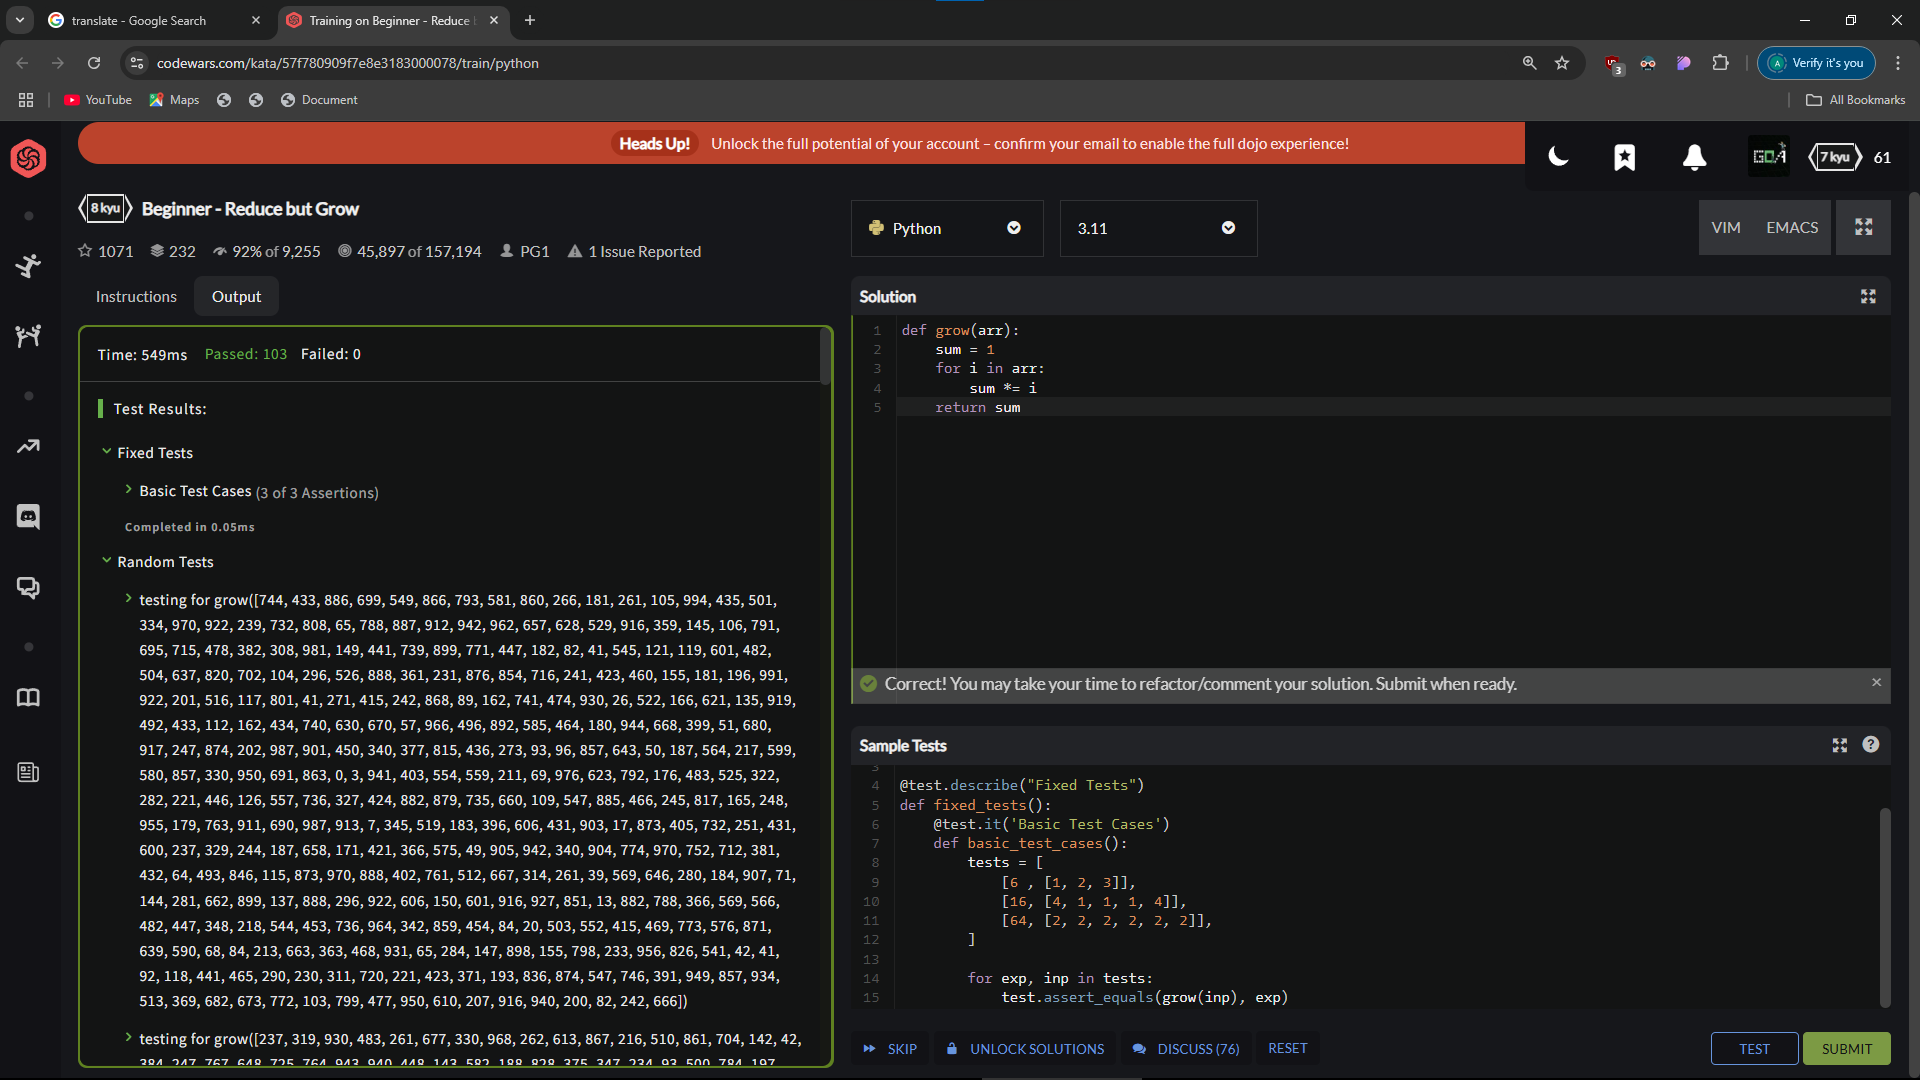 translate - Google Search
Training on Beginner - Reduce
codewars.com/kata/57f780909f7e8e3183000078/train/python
3
A
Verify it's you
YouTube
Maps
Document
All Bookmarks
Heads Up! Unlock the full potential of your account – confirm your email to enable the full dojo experience!
GOA
7 kyu 61
8 kyu Beginner - Reduce but Grow
1071 232 92% of 9,255 45,897 of 157,194 PG1 1 Issue Reported
Python
3.11
VIM EMACS
Instructions Output
Time: 549ms Passed: 103 Failed: 0
Test Results:
Fixed Tests
Basic Test Cases (3 of 3 Assertions)
Completed in 0.05ms
Random Tests
testing for grow([744, 433, 886, 699, 549, 866, 793, 581, 860, 266, 181, 261, 105, 994, 435, 501,
334, 970, 922, 239, 732, 808, 65, 788, 887, 912, 942, 962, 657, 628, 529, 916, 359, 145, 106, 791,
695, 715, 478, 382, 308, 981, 149, 441, 739, 899, 771, 447, 182, 82, 41, 545, 121, 119, 601, 482,
504, 637, 820, 702, 104, 296, 526, 888, 361, 231, 876, 854, 716, 241, 423, 460, 155, 181, 196, 991,
922, 201, 516, 117, 801, 41, 271, 415, 242, 868, 89, 162, 741, 474, 930, 26, 522, 166, 621, 135, 919,
492, 433, 112, 162, 434, 740, 630, 670, 57, 966, 496, 892, 585, 464, 180, 944, 668, 399, 51, 680,
917, 247, 874, 202, 987, 901, 450, 340, 377, 815, 436, 273, 93, 96, 857, 643, 50, 187, 564, 217, 599,
580, 857, 330, 950, 691, 863, 0, 3, 941, 403, 554, 559, 211, 69, 976, 623, 792, 176, 483, 525, 322,
282, 221, 446, 126, 557, 736, 327, 424, 882, 879, 735, 660, 109, 547, 885, 466, 245, 817, 165, 248,
955, 179, 763, 911, 690, 987, 913, 7, 345, 519, 183, 396, 606, 431, 903, 17, 873, 405, 732, 251, 431,
600, 237, 329, 244, 187, 658, 171, 421, 366, 575, 49, 905, 942, 340, 904, 774, 970, 752, 712, 381,
432, 64, 493, 846, 115, 873, 970, 888, 402, 761, 512, 667, 314, 261, 39, 569, 646, 280, 184, 907, 71,
144, 281, 662, 899, 137, 888, 296, 922, 606, 150, 601, 916, 927, 851, 13, 882, 788, 366, 569, 566,
482, 447, 348, 218, 544, 453, 736, 964, 342, 859, 454, 84, 20, 503, 552, 415, 469, 773, 576, 871,
639, 590, 68, 84, 213, 663, 363, 468, 931, 65, 284, 147, 898, 155, 798, 233, 956, 826, 541, 42, 41,
92, 118, 441, 465, 290, 230, 311, 720, 221, 423, 371, 193, 836, 874, 547, 746, 391, 949, 857, 934,
513, 369, 682, 673, 772, 103, 799, 477, 950, 610, 207, 916, 940, 200, 82, 242, 666])
testing for grow([237, 319, 930, 483, 261, 677, 330, 968, 262, 613, 867, 216, 510, 861, 704, 142, 42,
384, 247, 767, 648, 725, 764, 943, 940, 448, 143, 582, 188, 828, 375, 347, 234, 93, 500, 784, 197,
Solution
1 def grow(arr):
2 sum = 1
3 for i in arr:
4 sum *= i
5 return sum
Correct! You may take your time to refactor/comment your solution. Submit when ready.
Sample Tests
3
4 @test.describe("Fixed Tests")
5 def fixed_tests():
6 @test.it('Basic Test Cases')
7 def basic_test_cases():
8 tests = [
9 [6 , [1, 2, 3]],
10 [16, [4, 1, 1, 1, 4]],
11 [64, [2, 2, 2, 2, 2, 2]],
12 ]
13
14 for exp, inp in tests:
15 test.assert_equals(grow(inp), exp)
SKIP UNLOCK SOLUTIONS DISCUSS (76) RESET
TEST SUBMIT